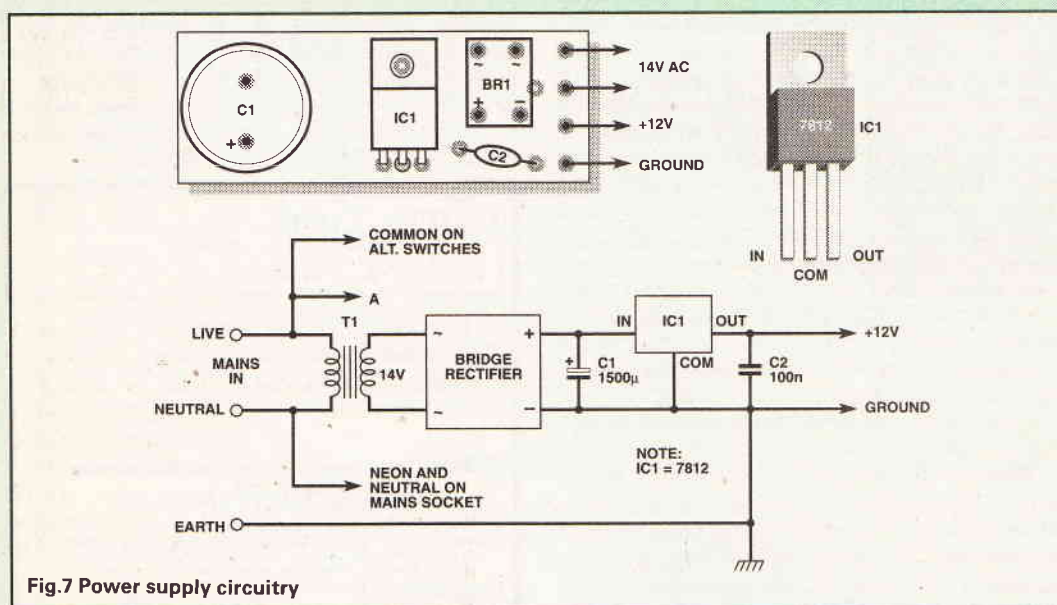 C1
+
IC1
~ ~
BR1
+ −
C2
14V AC
+12V
GROUND
7812
IC1
IN
COM
OUT
COMMON ON
ALT. SWITCHES
A
LIVE
T1
MAINS
IN
14V
NEUTRAL
~
~
BRIDGE
RECTIFIER
+
−
+
C1
1500µ
IN
IC1
OUT
COM
C2
100n
+12V
GROUND
NOTE:
IC1 = 7812
NEON AND
NEUTRAL ON
MAINS SOCKET
EARTH
Fig.7 Power supply circuitry